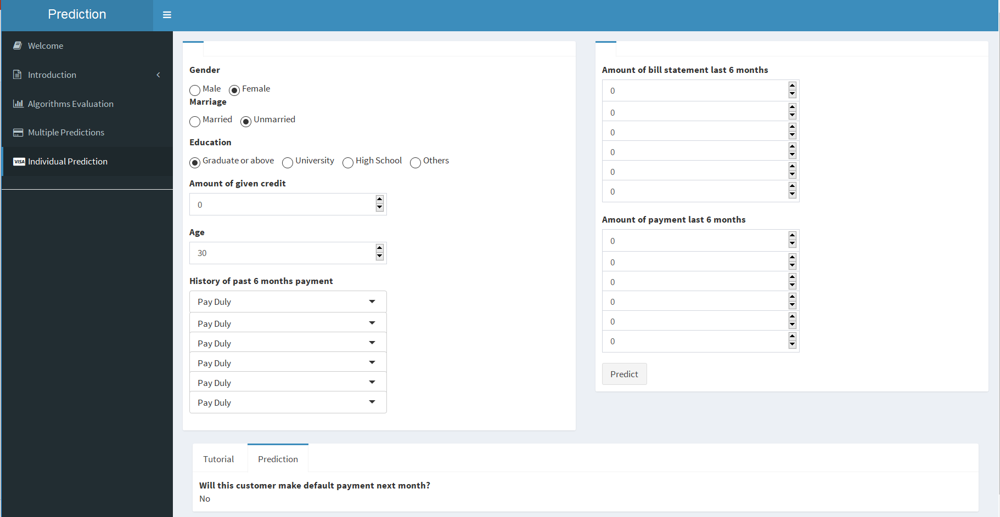 Prediction
Welcome
Introduction
Algorithms Evaluation
Multiple Predictions
VISA Individual Prediction
Gender
Male Female
Marriage
Married Unmarried
Education
Graduate or above University High School Others
Amount of given credit
0
Age
30
History of past 6 months payment
Pay Duly
Pay Duly
Pay Duly
Pay Duly
Pay Duly
Pay Duly
Amount of bill statement last 6 months
0
0
0
0
0
0
Amount of payment last 6 months
0
0
0
0
0
0
Predict
Tutorial Prediction
Will this customer make default payment next month?
No